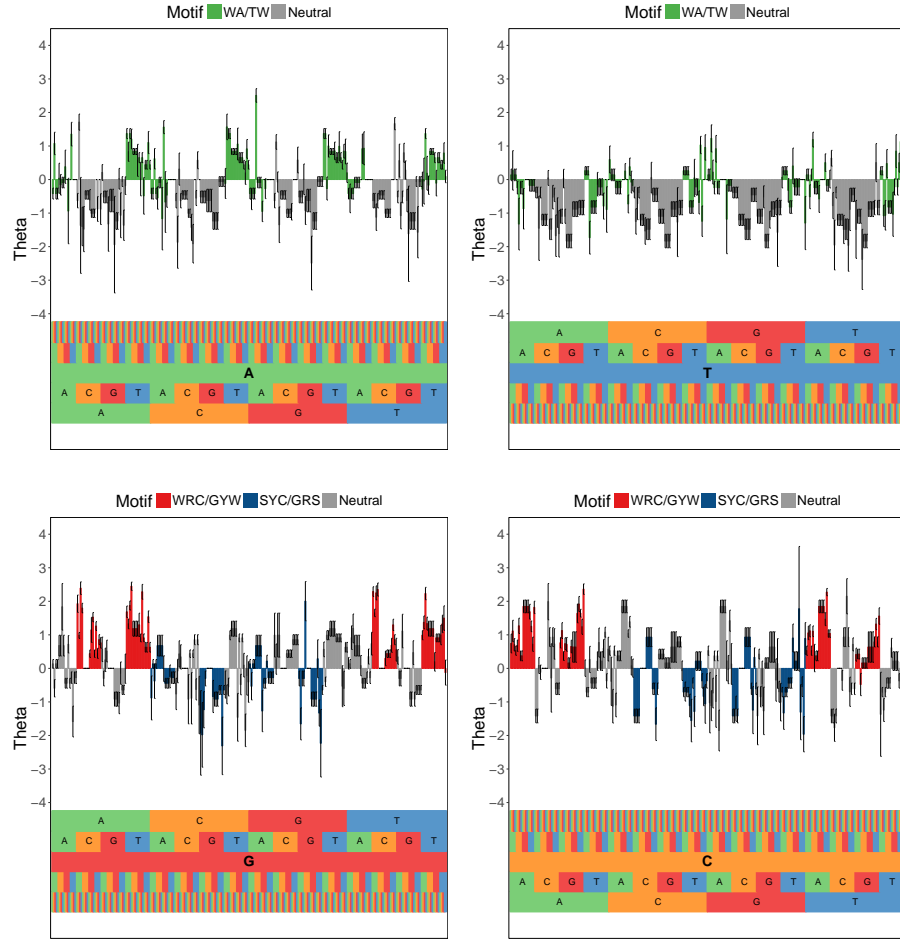 Motif WA/TW Neutral
4
3
2
1
0
−1
−2
−3
−4
Theta
A
A C G T A C G T A C G T A C G T
A C G T
Motif WA/TW Neutral
4
3
2
1
0
−1
−2
−3
−4
Theta
A C G T
A C G T A C G T A C G T A C G T
T
Motif WRC/GYW SYC/GRS Neutral
4
3
2
1
0
−1
−2
−3
−4
Theta
A C G T
A C G T A C G T A C G T A C G T
G
Motif WRC/GYW SYC/GRS Neutral
4
3
2
1
0
−1
−2
−3
−4
Theta
C
A C G T A C G T A C G T A C G T
A C G T